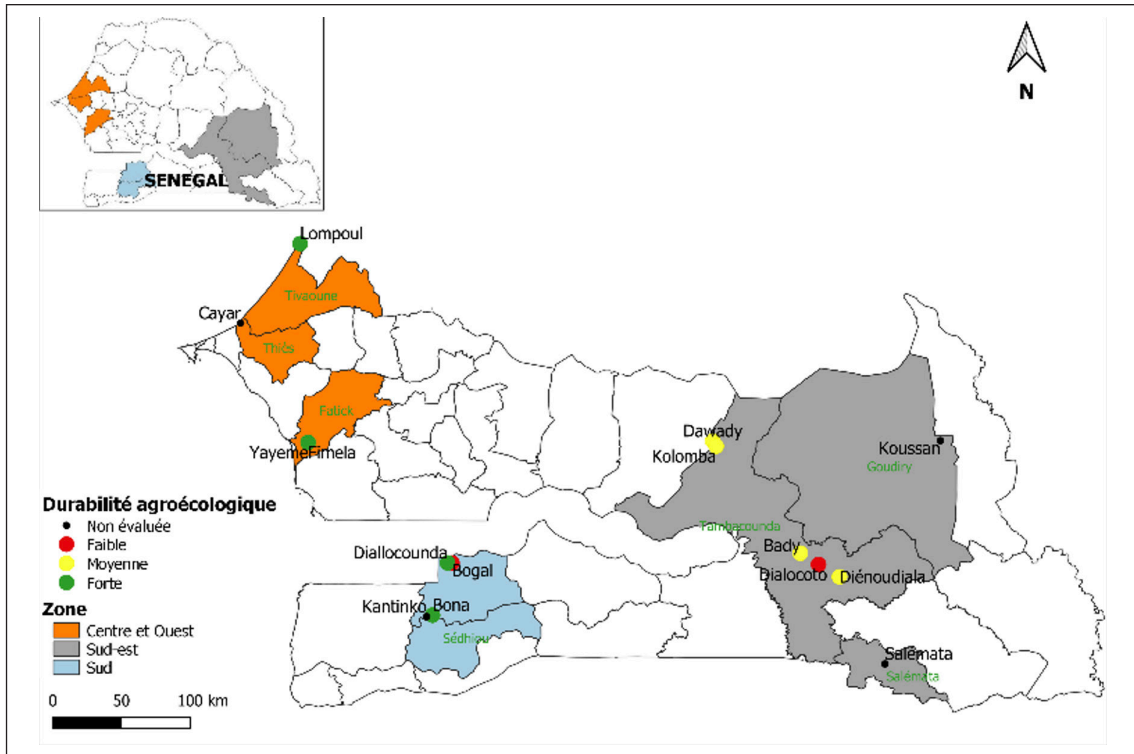 SENEGAL
N
Lompoul
Tivaoune
Cayar
Thiès
Fatick
YayemeFimela
Dawady
Kolomba
Koussan
Goudiry
Tambacounda
Durabilité agroécologique
Non évaluée
Faible
Moyenne
Forte
Zone
Centre et Ouest
Sud-est
Sud
0 50 100 km
Diallocounda
Bogal
Kantinko
Bona
Sédhiou
Bady
Dialocoto
Diénoudiala
Salémata
Salémata